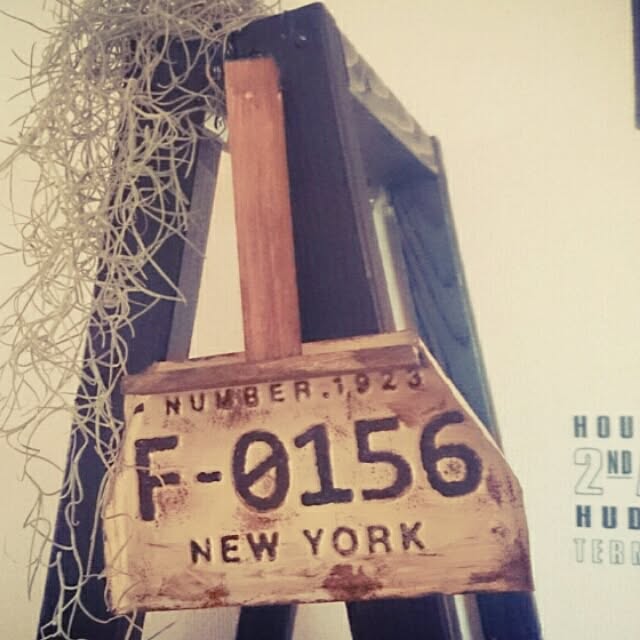 NUMBER.1923
F-0156
NEW YORK
HOU
2ND
HUD
TERM